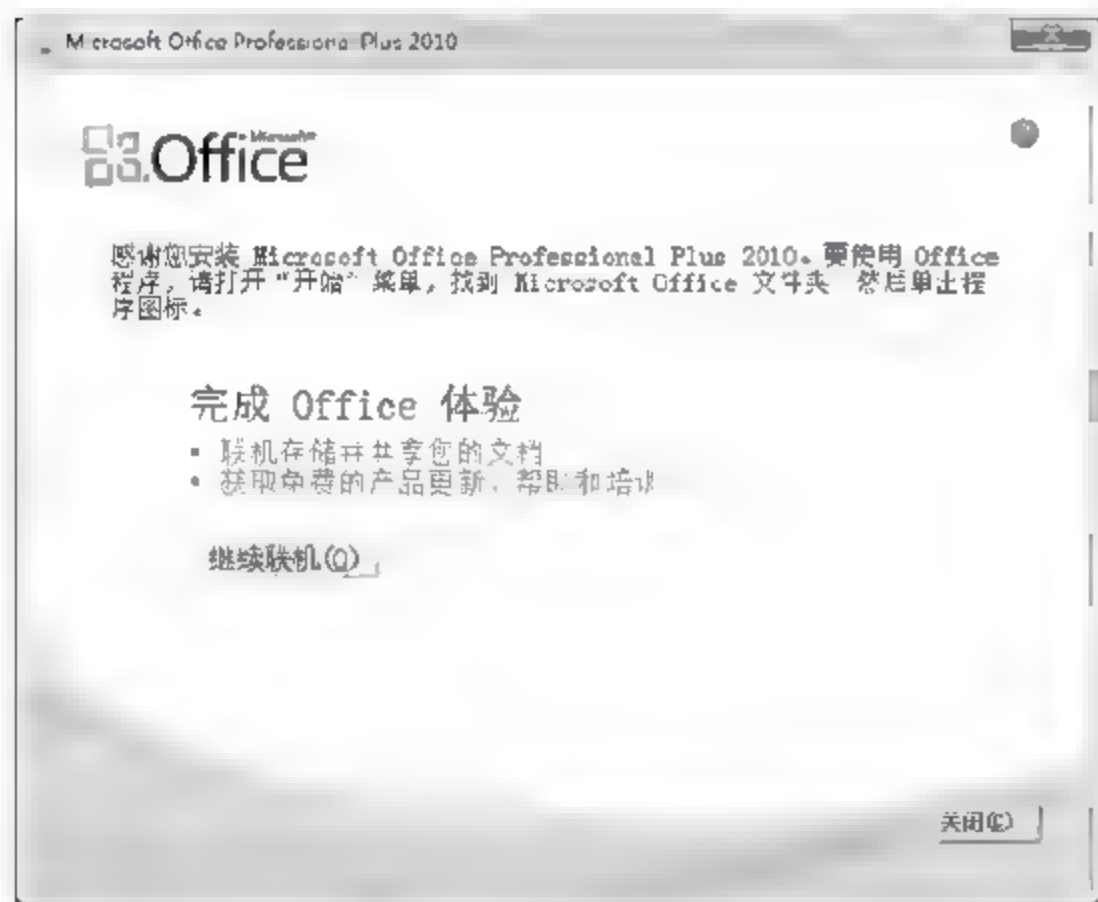 Microsoft Office Professional Plus 2010
Microsoft
Office
感谢您安装 Microsoft Office Professional Plus 2010。要使用 Office
程序，请打开“开始”菜单，找到 Microsoft Office 文件夹，然后单击程
序图标。
完成 Office 体验
▪ 联机存储并共享您的文档
▪ 获取免费的产品更新、帮助和培训
继续联机(O)
关闭(C)